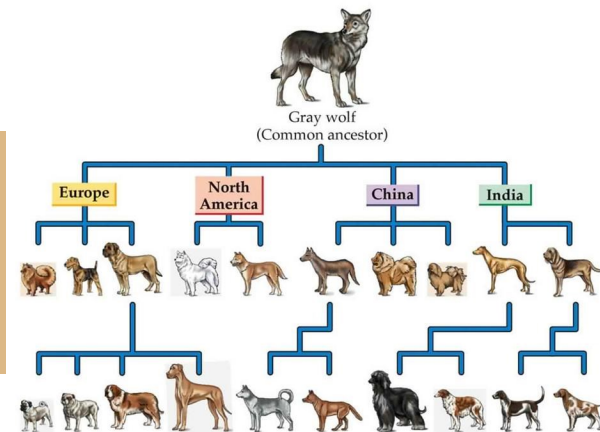 Gray wolf
(Common ancestor)
Europe
North
America
China
India